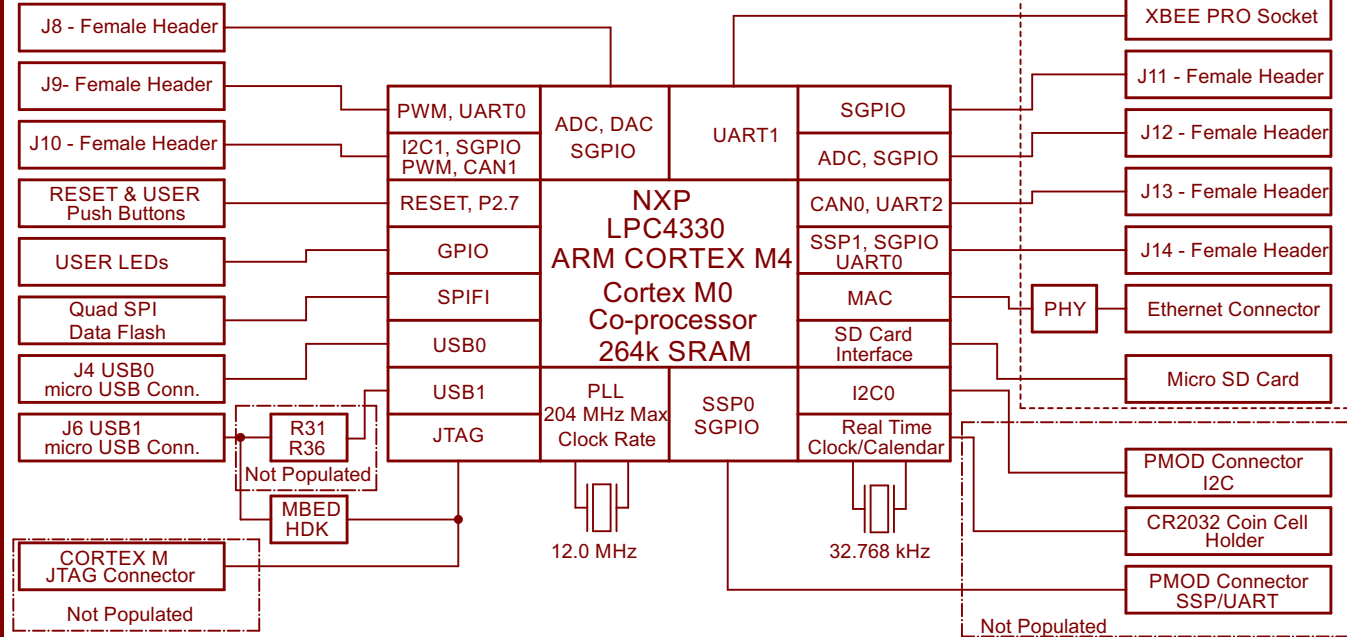 J8 - Female Header
J9- Female Header
J10 - Female Header
RESET & USER
Push Buttons
USER LEDs
Quad SPI
Data Flash
J4 USB0
micro USB Conn.
J6 USB1
micro USB Conn.
R31
R36
Not Populated
MBED
HDK
CORTEX M
JTAG Connector
Not Populated
PWM, UART0
I2C1, SGPIO
PWM, CAN1
RESET, P2.7
GPIO
SPIFI
USB0
USB1
JTAG
ADC, DAC
SGPIO
UART1
NXP
LPC4330
ARM CORTEX M4
Cortex M0
Co-processor
264k SRAM
PLL
204 MHz Max
Clock Rate
SSP0
SGPIO
12.0 MHz
SGPIO
ADC, SGPIO
CAN0, UART2
SSP1, SGPIO
UART0
MAC
SD Card
Interface
I2C0
Real Time
Clock/Calendar
32.768 kHz
XBEE PRO Socket
J11 - Female Header
J12 - Female Header
J13 - Female Header
J14 - Female Header
PHY
Ethernet Connector
Micro SD Card
PMOD Connector
I2C
CR2032 Coin Cell
Holder
PMOD Connector
SSP/UART
Not Populated